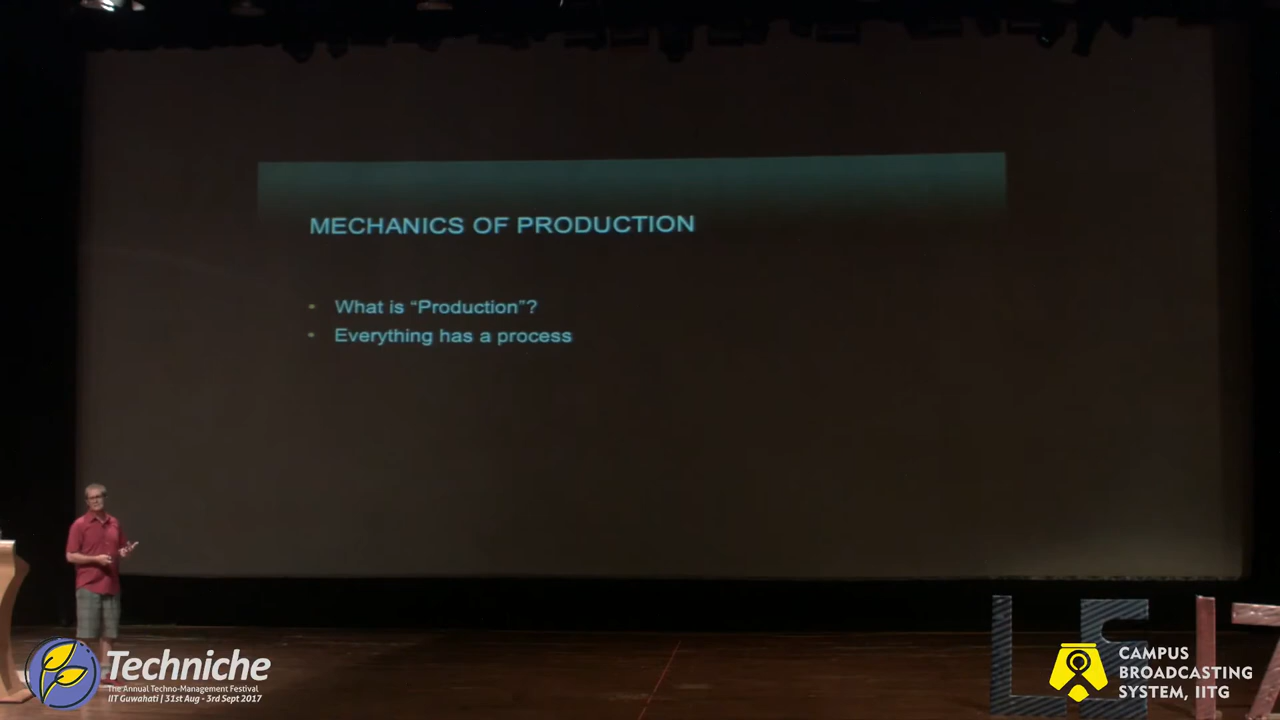 MECHANICS OF PRODUCTION
• What is “Production”?
• Everything has a process
LE17
Techniche
The Annual Techno-Management Festival
IIT Guwahati | 31st Aug - 3rd Sept 2017
CAMPUS
BROADCASTING
SYSTEM, IITG